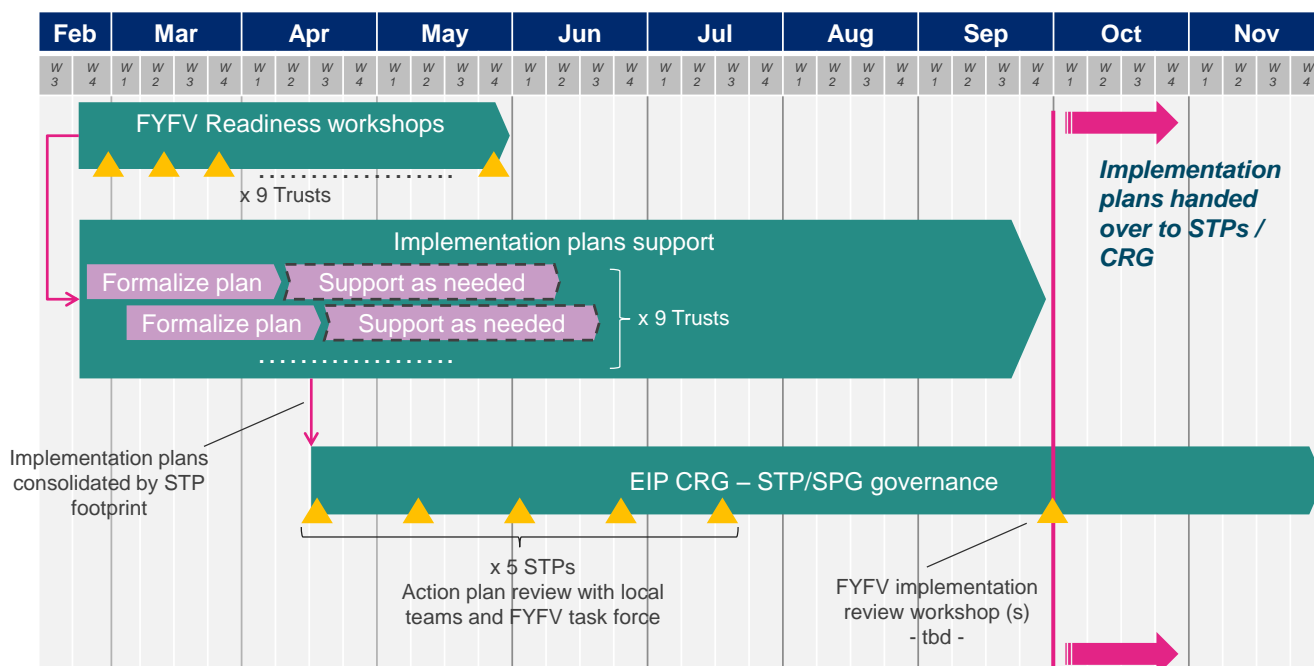 Feb Mar Apr May Jun Jul Aug Sep Oct Nov
W 3 W 4 W 1 W 2 W 3 W 4 W 1 W 2 W 3 W 4 W 1 W 2 W 3 W 4 W 1 W 2 W 3 W 4 W 1 W 2 W 3 W 4 W 1 W 2 W 3 W 4 W 1 W 2 W 3 W 4 W 1 W 2 W 3 W 4 W 1 W 2 W 3 W 4
FYFV Readiness workshops
x 9 Trusts
Implementation
plans handed
over to STPs /
CRG
Implementation plans support
Formalize plan
Support as needed
Formalize plan
Support as needed
x 9 Trusts
Implementation plans
consolidated by STP
footprint
EIP CRG – STP/SPG governance
x 5 STPs
Action plan review with local
teams and FYFV task force
FYFV implementation
review workshop (s)
- tbd -